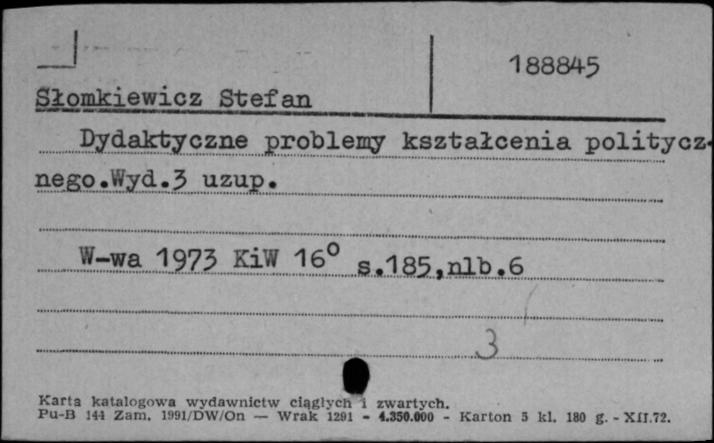 188845
Słomkiewicz Stefan
Dydaktyczne problemy kształcenia politycz-
nego.Wyd.3 uzup.
W-wa 1973 KiW 16° s.185,nlb.6
3
Karta katalogowa wydawnictw ciągłych i zwartych.
Pu-B 144 Zam. 1991/DW/On — Wrak 1291 - 4.350.000 - Karton 5 kl. 180 g. - XII.72.